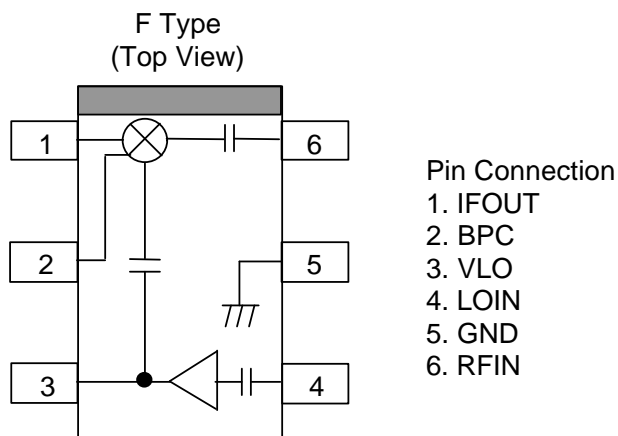 F Type
(Top View)
1
6
2
5
3
4
Pin Connection
1. IFOUT
2. BPC
3. VLO
4. LOIN
5. GND
6. RFIN